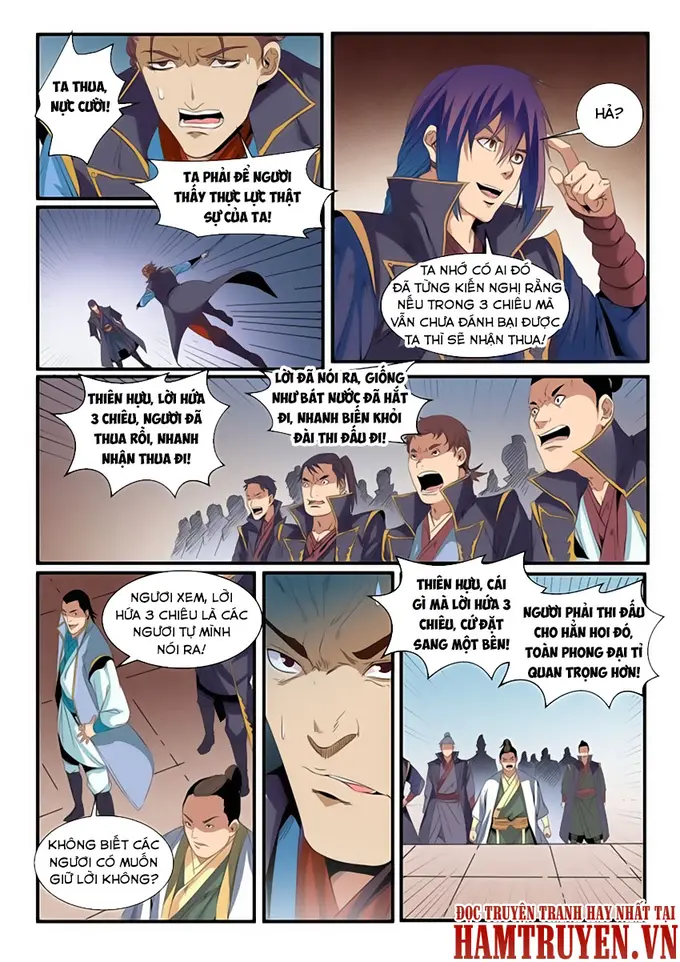 TA THUA,
NỰC CƯỜI!
TA PHẢI ĐỂ NGƯƠI
THẤY THỰC LỰC THẬT
SỰ CỦA TA!
HẢ?
TA NHỚ CÓ AI ĐÓ
ĐÃ TỪNG KIẾN NGHỊ RẰNG
NẾU TRONG 3 CHIÊU MÀ
VẪN CHƯA ĐÁNH BẠI ĐƯỢC
TA THÌ SẼ NHẬN THUA!
THIÊN HỰU, LỜI HỨA
3 CHIÊU, NGƯƠI ĐÃ
THUA RỒI, NHANH
NHẬN THUA ĐI!
LỜI ĐÃ NÓI RA, GIỐNG
NHƯ BÁT NƯỚC ĐÃ HẮT
ĐI, NHANH BIẾN KHỎI
ĐÀI THI ĐẤU ĐI!
NGƯƠI XEM, LỜI
HỨA 3 CHIÊU LÀ CÁC
NGƯƠI TỰ MÌNH
NÓI RA!
KHÔNG BIẾT CÁC
NGƯƠI CÓ MUỐN
GIỮ LỜI KHÔNG?
THIÊN HỰU, CÁI
GÌ MÀ LỜI HỨA 3
CHIÊU, CỨ ĐẶT
SANG MỘT BÊN!
NGƯƠI PHẢI THI ĐẤU
CHO HẲN HOI ĐÓ,
TOÀN PHONG ĐẠI TỈ
QUAN TRỌNG HƠN!
ĐỌC TRUYỆN TRANH HAY NHẤT TẠI
HAMTRUYEN.VN